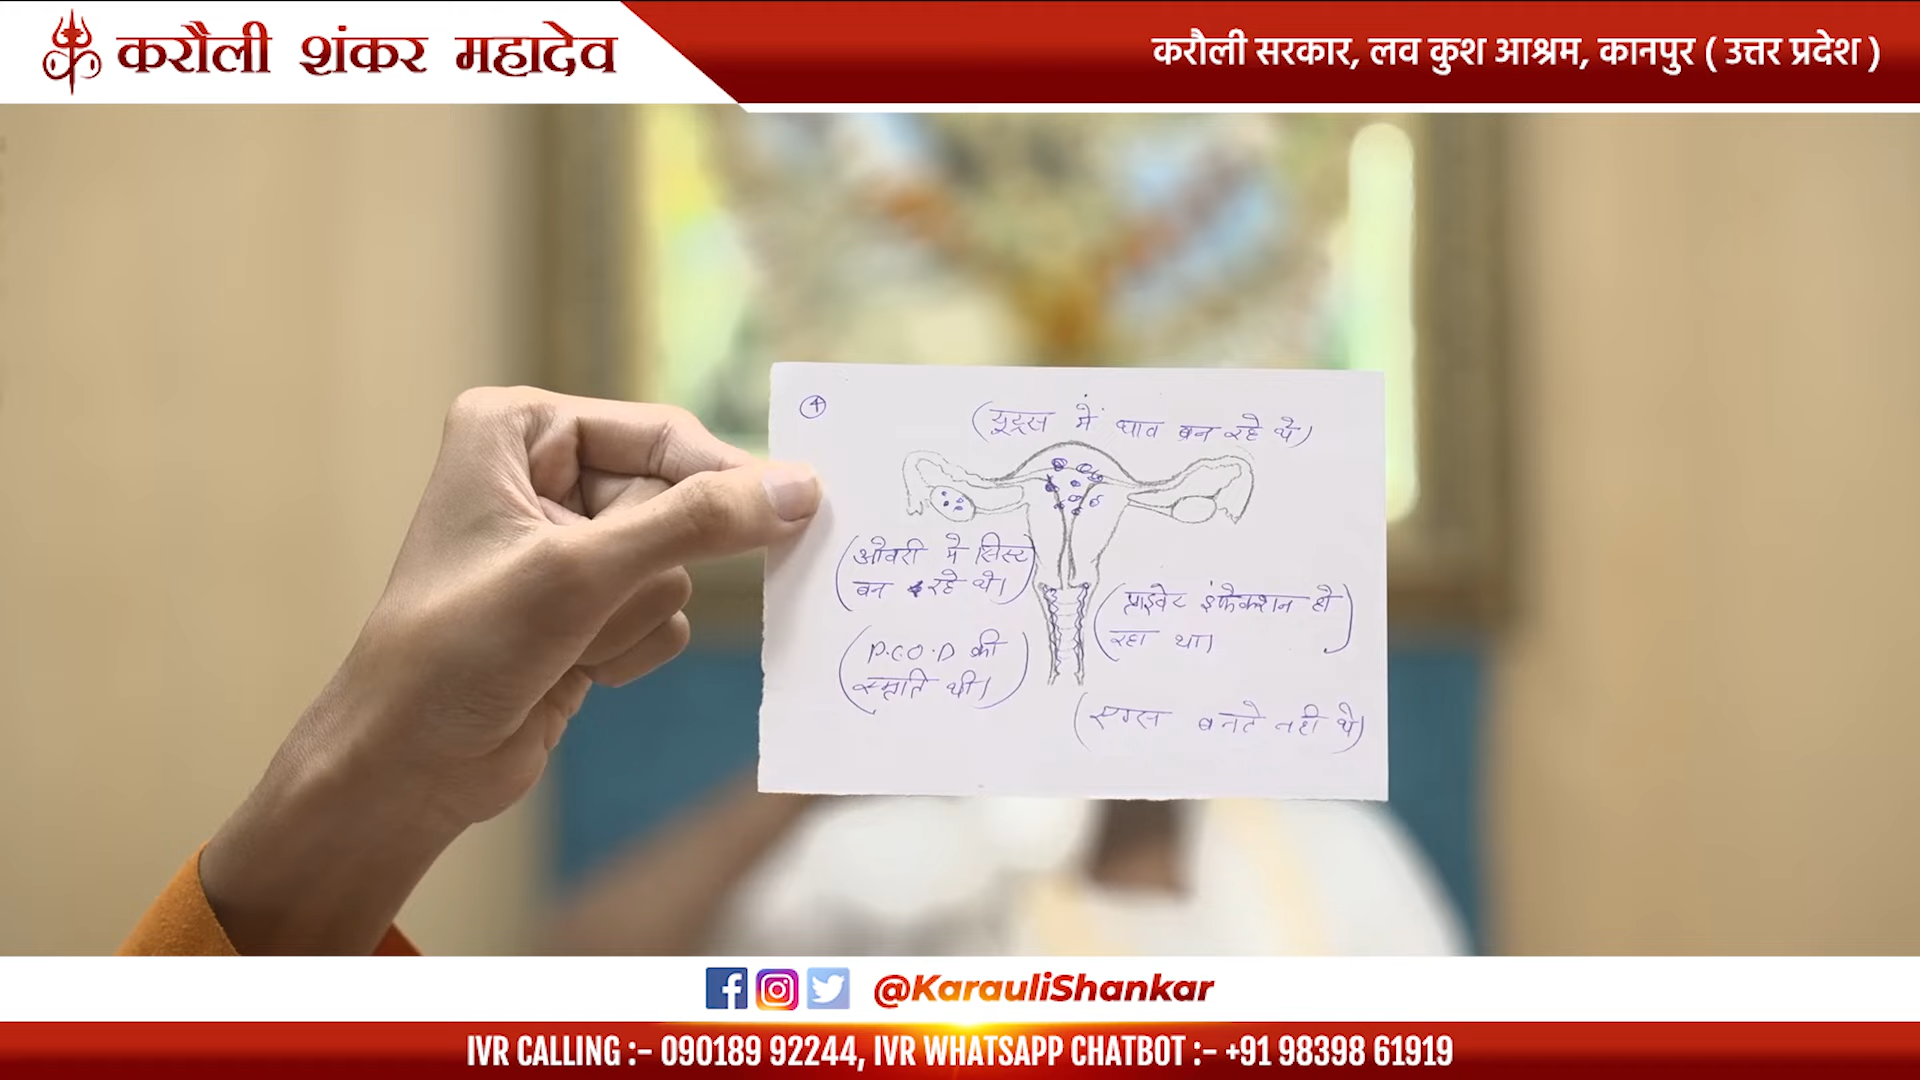 करौली शंकर महादेव
करौली सरकार, लव कुश आश्रम, कानपुर ( उत्तर प्रदेश )
4
(यूट्रस में घाव बन रहे थे)
(ओवरी मे सिस्ट
बन रहे थे।)
(P.C.O.D की
स्मृति थी।)
(प्राइवेट इंफेक्शन हो
रहा था।)
(एग्स बनते नही थे)
@KarauliShankar
IVR CALLING :- 090189 92244, IVR WHATSAPP CHATBOT :- +91 98398 61919